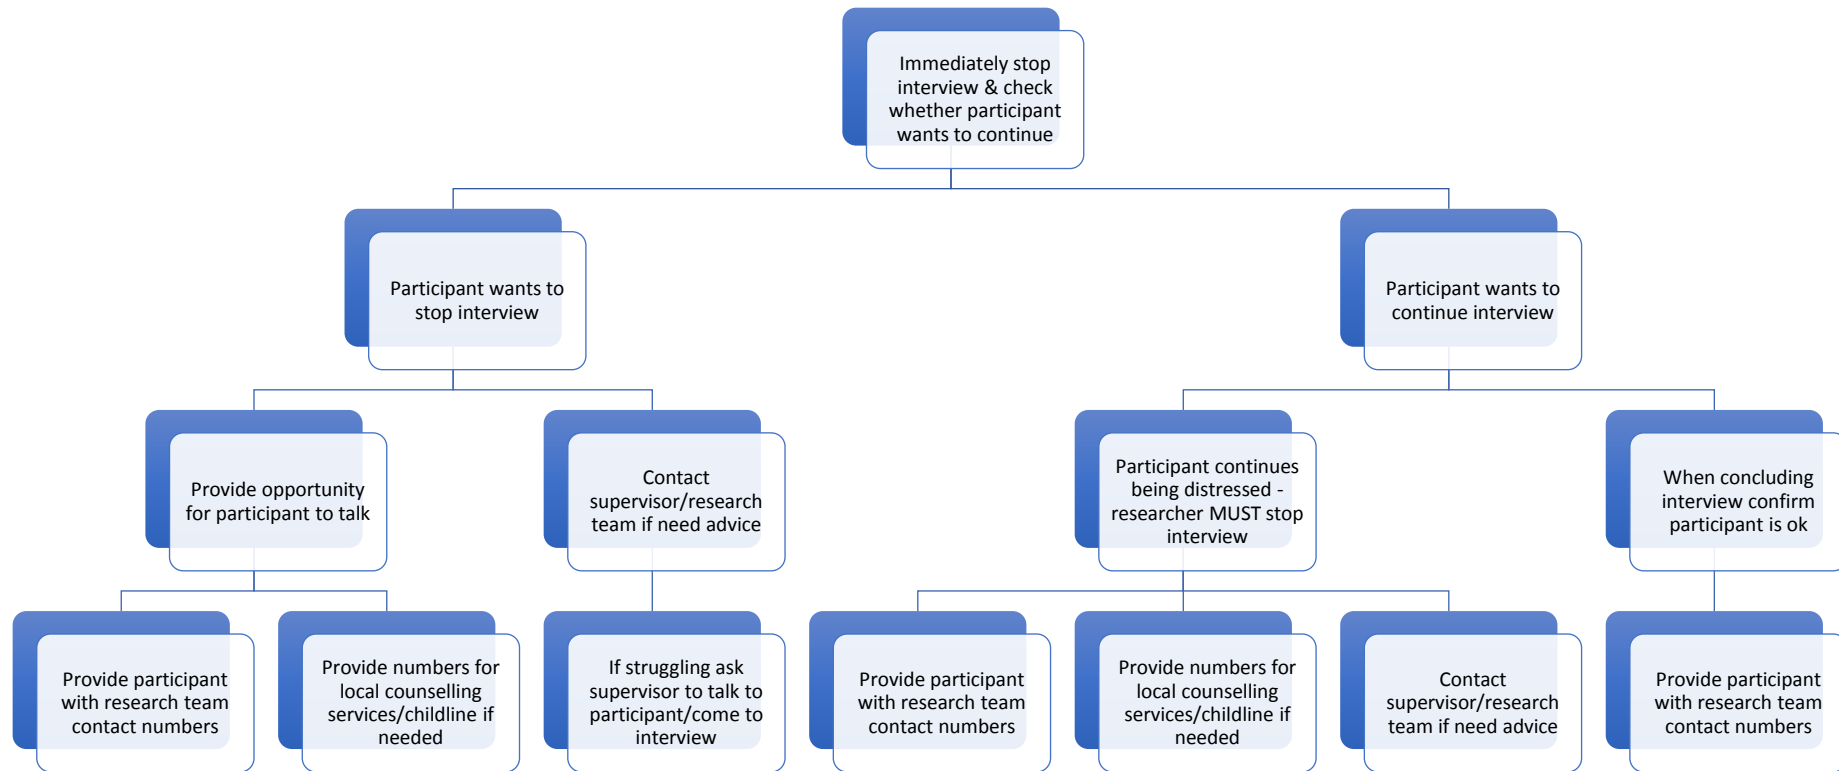 Immediately stop
interview & check
whether participant
wants to continue
Participant wants to
stop interview
Participant wants to
continue interview
Provide opportunity
for participant to talk
Contact
supervisor/research
team if need advice
Participant continues
being distressed -
researcher MUST stop
interview
When concluding
interview confirm
participant is ok
Provide participant
with research team
contact numbers
Provide numbers for
local counselling
services/childline if
needed
If struggling ask
supervisor to talk to
participant/come to
interview
Provide participant
with research team
contact numbers
Provide numbers for
local counselling
services/childline if
needed
Contact
supervisor/research
team if need advice
Provide participant
with research team
contact numbers